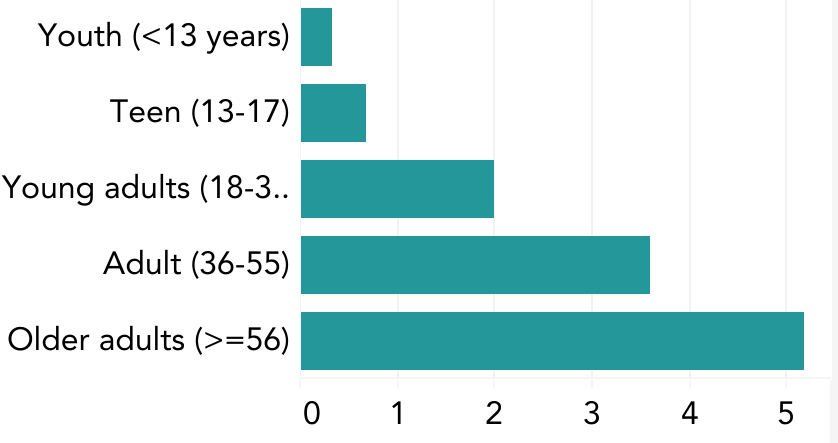 Youth (<13 years)
Teen (13-17)
Young adults (18-3..
Adult (36-55)
Older adults (>=56)
0 1 2 3 4 5